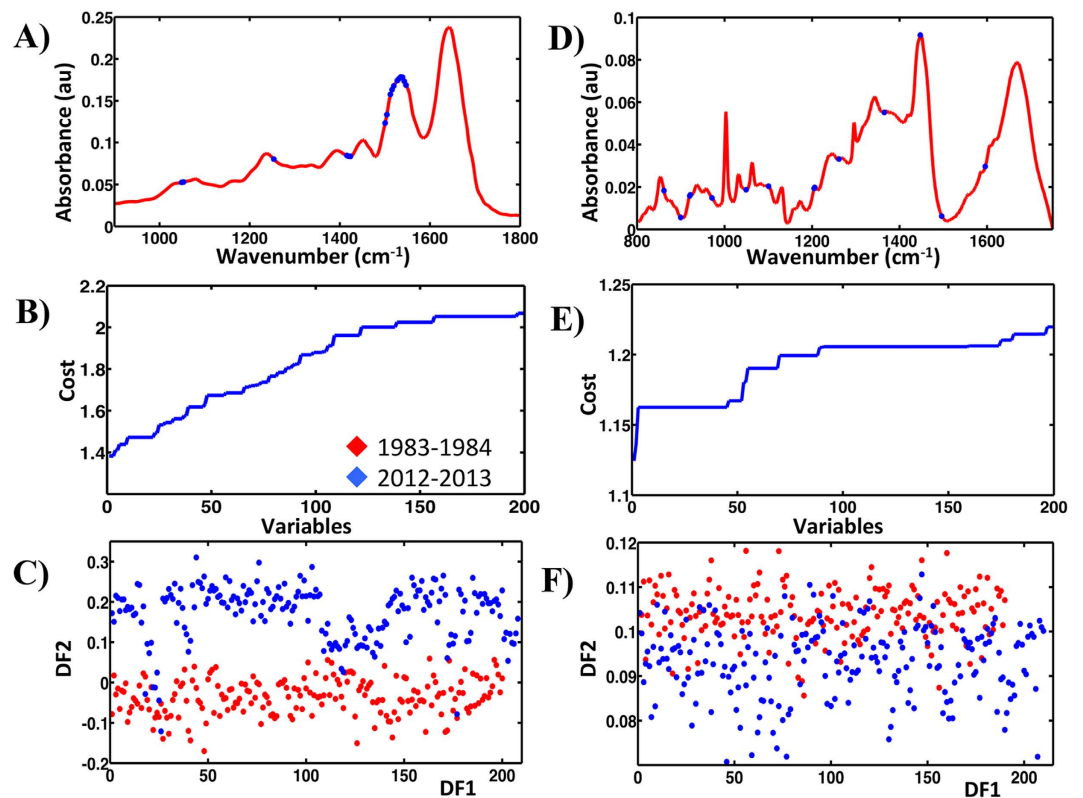 A)
0.25
0.2
0.15
0.1
0.05
0
Absorbance (au)
1000 1200 1400 1600 1800
Wavenumber (cm-1)
D)
0.1
0.08
0.06
0.04
0.02
0
Absorbance (au)
800 1000 1200 1400 1600
Wavenumber (cm-1)
B)
2.2
2
1.8
1.6
1.4
Cost
1983-1984
2012-2013
0 50 100 150 200
Variables
E)
1.25
1.2
1.15
1.1
Cost
0 50 100 150 200
Variables
C)
0.3
0.2
0.1
0
-0.1
-0.2
DF2
0 50 100 150 200
DF1
F)
0.12
0.11
0.1
0.09
0.08
DF2
0 50 100 150 200
DF1